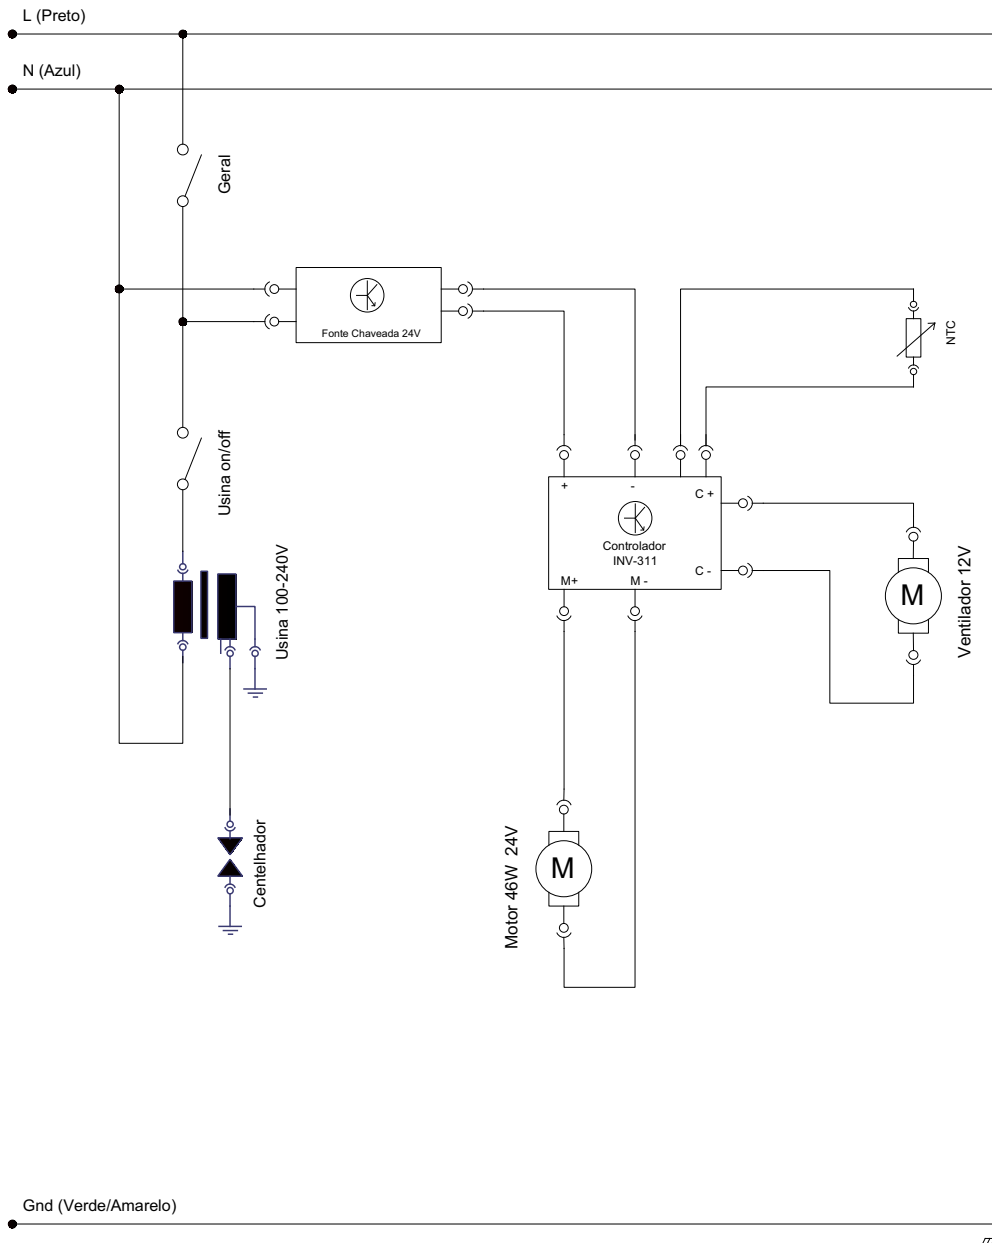 L (Preto)
N (Azul)
Geral
Fonte Chaveada 24V
NTC
Usina on/off
+
-
C +
Controlador
INV-311
C -
M+
M -
Usina 100-240V
M
Ventilador 12V
Centelhador
M
Motor 46W 24V
Gnd (Verde/Amarelo)